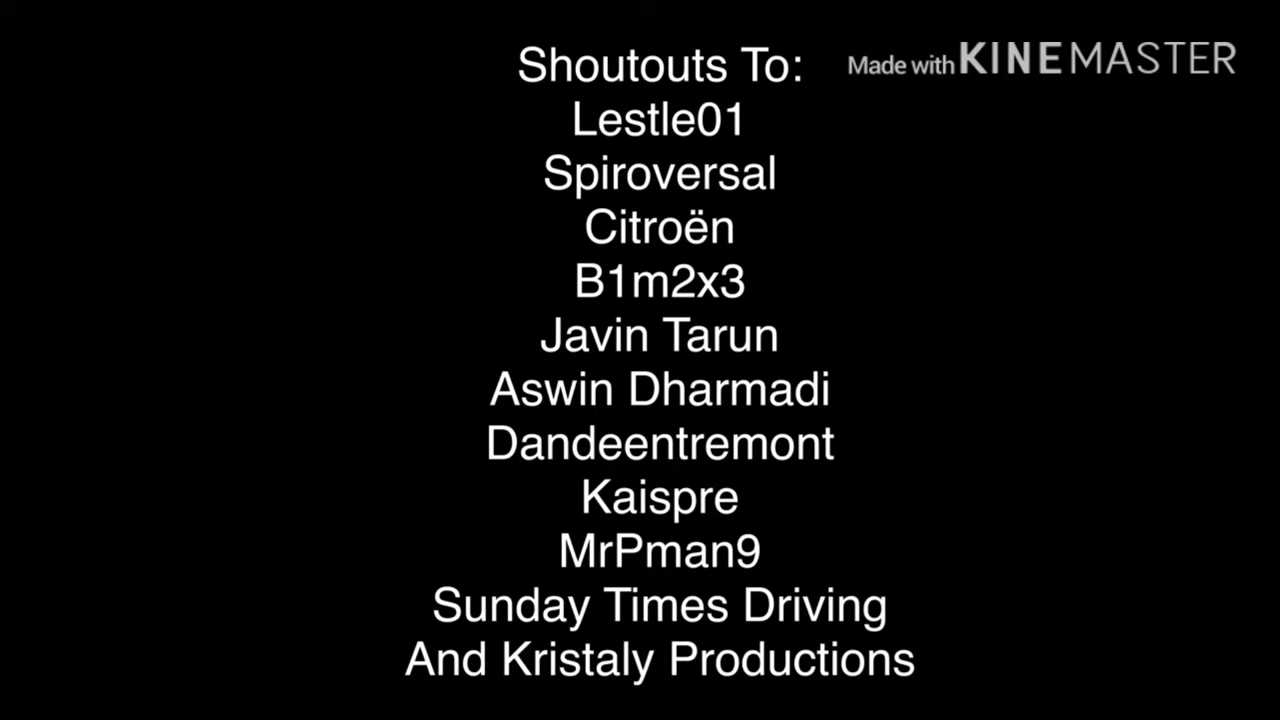 Shoutouts To:
Made with KINEMASTER
Lestle01
Spiroversal
Citroën
B1m2x3
Javin Tarun
Aswin Dharmadi
Dandeentremont
Kaispre
MrPman9
Sunday Times Driving
And Kristaly Productions